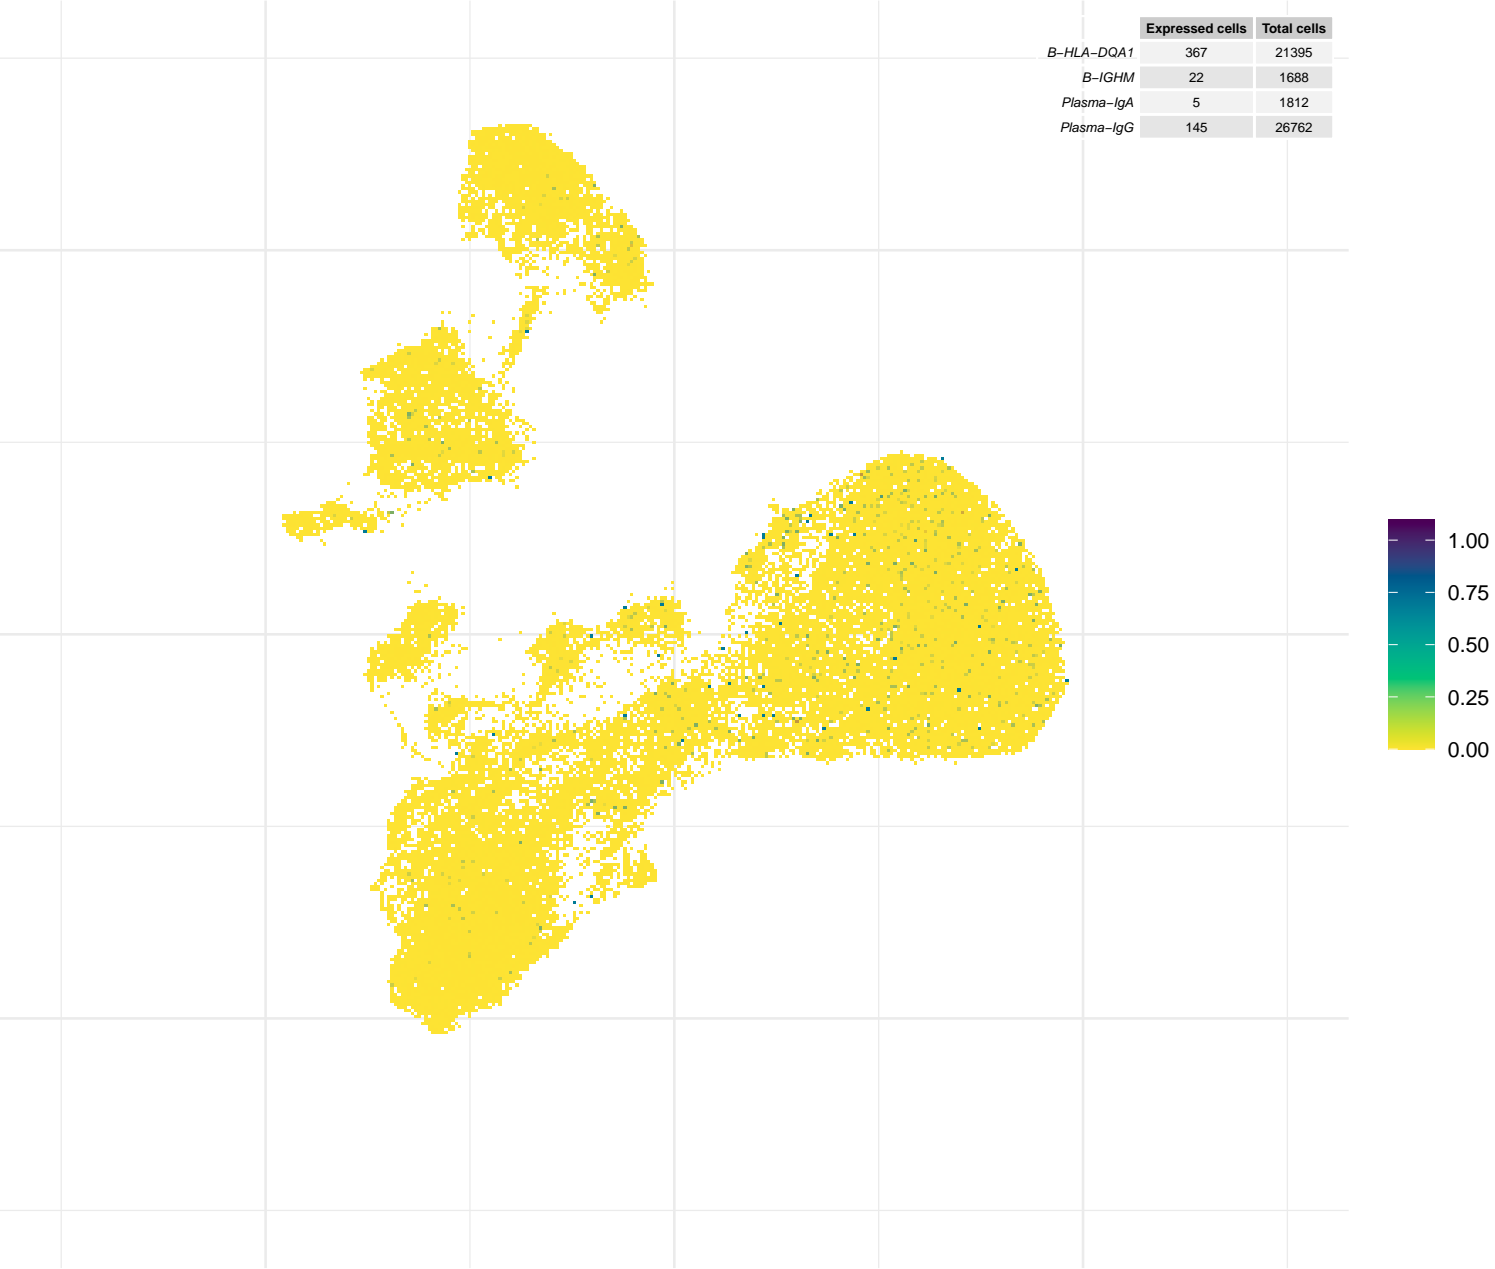 Expressed cells Total cells
B−HLA−DQA1 367 21395
B−IGHM 22 1688
Plasma−IgA 5 1812
Plasma−IgG 145 26762
1.00
0.75
0.50
0.25
0.00